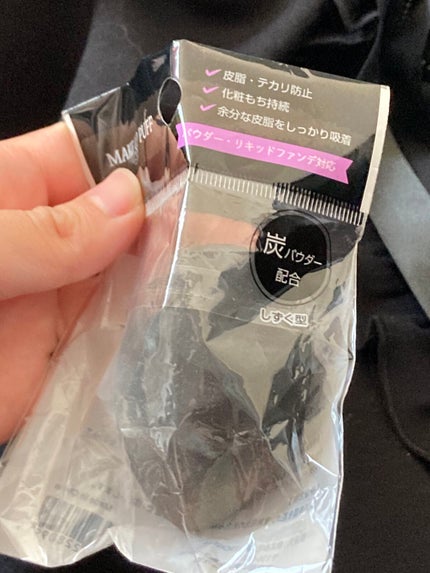 皮脂・テカリ防止
化粧もち持続
余分な皮脂をしっかり吸着
パウダー・リキッドファンデ対応
PUFF
炭パウダー
配合
しずく型